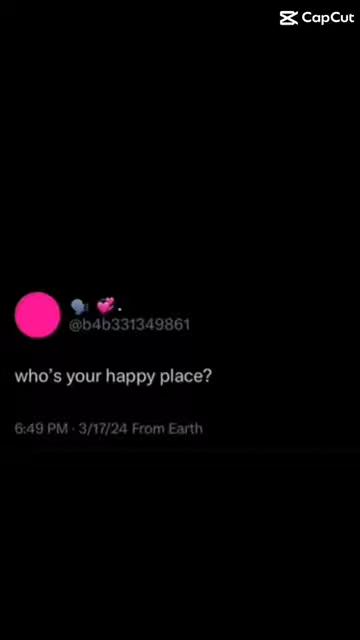 CapCut
🗣️ 💞.
@b4b331349861
who's your happy place?
6:49 PM · 3/17/24 From Earth